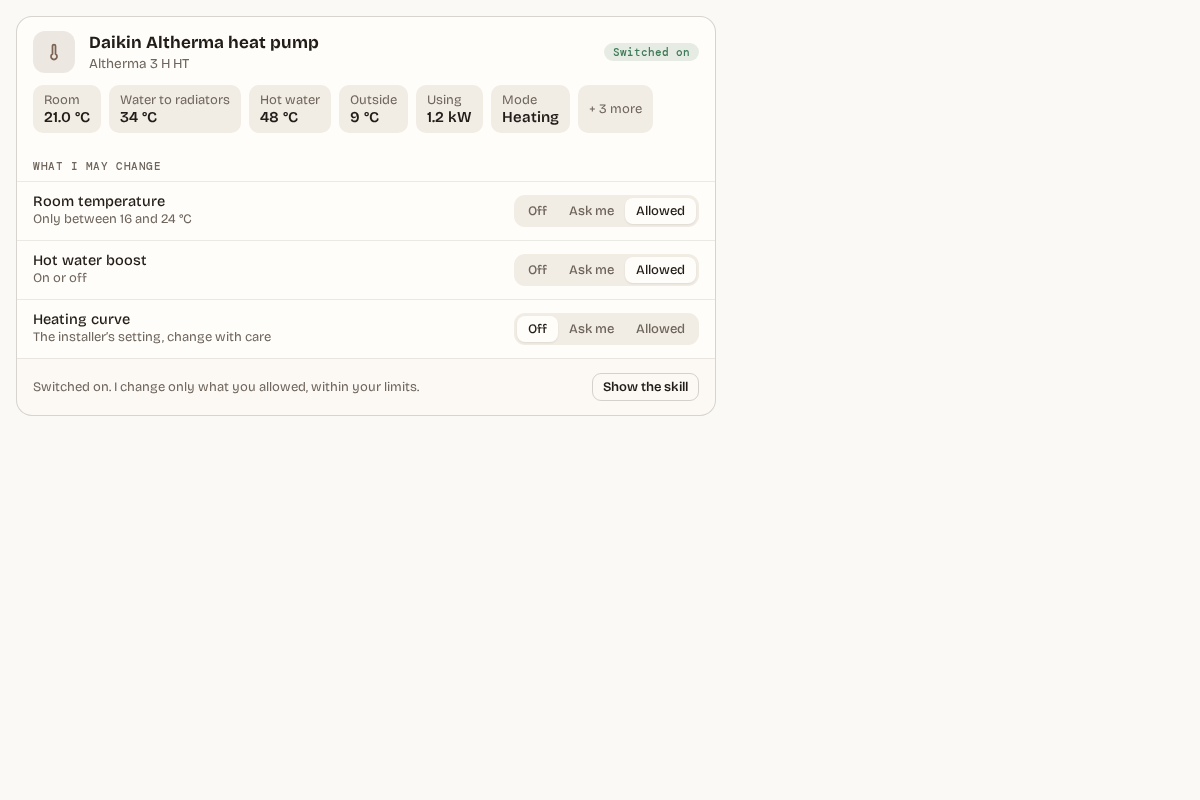 Daikin Altherma heat pump
Altherma 3 H HT
Switched on
Room
21.0 °C
Water to radiators
34 °C
Hot water
48 °C
Outside
9 °C
Using
1.2 kW
Mode
Heating
+ 3 more
WHAT I MAY CHANGE
Room temperature
Only between 16 and 24 °C
Off Ask me Allowed
Hot water boost
On or off
Off Ask me Allowed
Heating curve
The installer's setting, change with care
Off Ask me Allowed
Switched on. I change only what you allowed, within your limits.
Show the skill